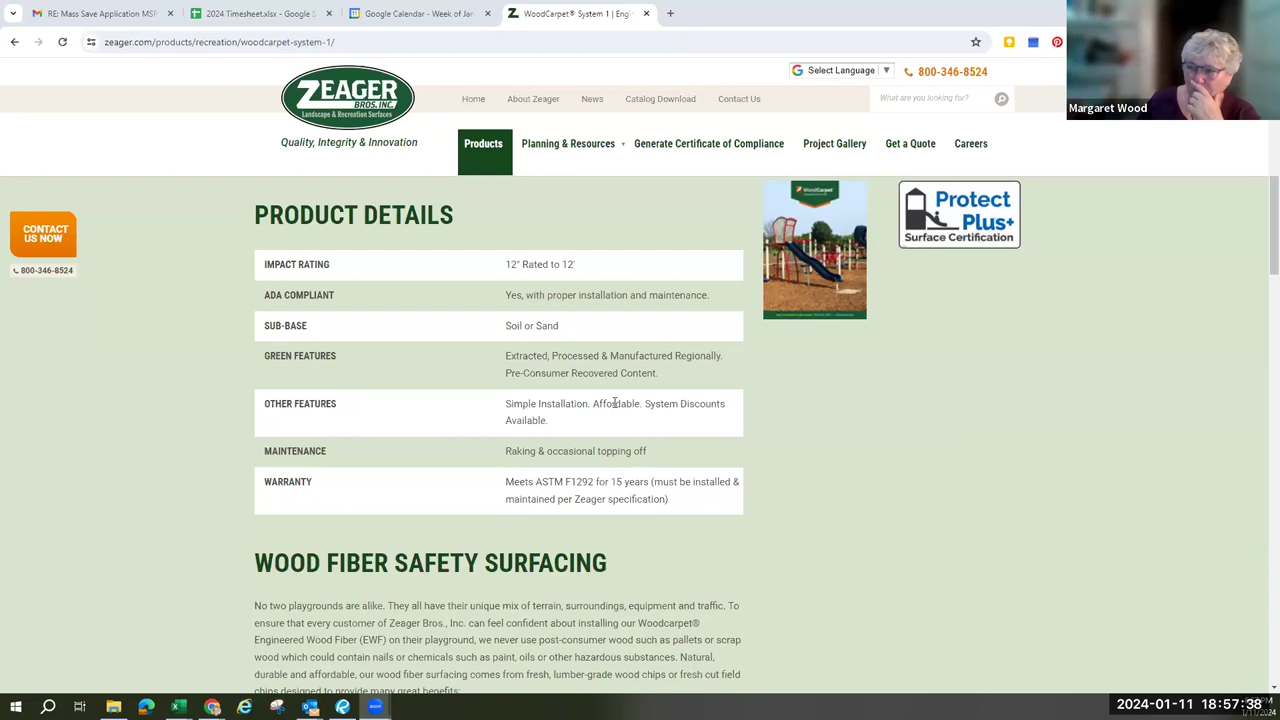 RE: Mass Save Application MSP
2024 Timesheet.xlsx - Google S
Google Calendar - Week of Jan
WoodCarpet® System 1 | Engi
zeager.com/products/recreation/woodcarpet-system-1/
Margaret Wood
Select Language ▼
800-346-8524
ZEAGER
BROS. INC.
Landscape & Recreation Surfaces
Quality, Integrity & Innovation
Home
About Zeager
News
Catalog Download
Contact Us
What are you looking for?
Products
Planning & Resources
Generate Certificate of Compliance
Project Gallery
Get a Quote
Careers
CONTACT
US NOW
800-346-8524
PRODUCT DETAILS
IMPACT RATING 12" Rated to 12'
ADA COMPLIANT Yes, with proper installation and maintenance.
SUB-BASE Soil or Sand
GREEN FEATURES Extracted, Processed & Manufactured Regionally.
Pre-Consumer Recovered Content.
OTHER FEATURES Simple Installation. Affordable. System Discounts
Available.
MAINTENANCE Raking & occasional topping off
WARRANTY Meets ASTM F1292 for 15 years (must be installed &
maintained per Zeager specification)
WoodCarpet
Protect
Plus+
Surface Certification
WOOD FIBER SAFETY SURFACING
No two playgrounds are alike. They all have their unique mix of terrain, surroundings, equipment and traffic. To
ensure that every customer of Zeager Bros., Inc. can feel confident about installing our Woodcarpet®
Engineered Wood Fiber (EWF) on their playground, we never use post-consumer wood such as pallets or scrap
wood which could contain nails or chemicals such as paint, oils or other hazardous substances. Natural,
durable and affordable, our wood fiber surfacing comes from fresh, lumber-grade wood chips or fresh cut field
chips designed to provide many great benefits:
2024-01-11 18:57:38
1/11/2024